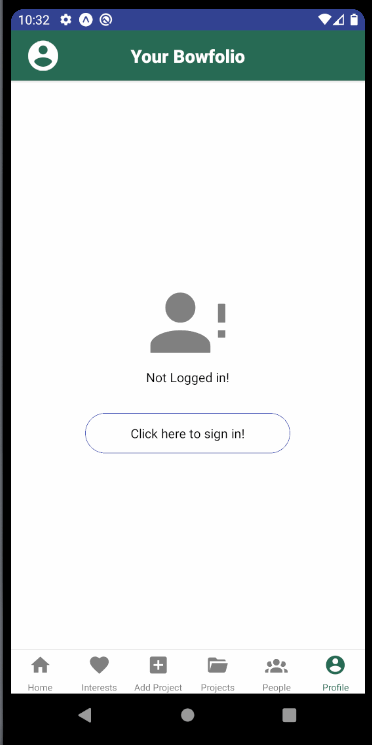 10:32
Your Bowfolio
Not Logged in!
Click here to sign in!
Home Interests Add Project Projects People Profile